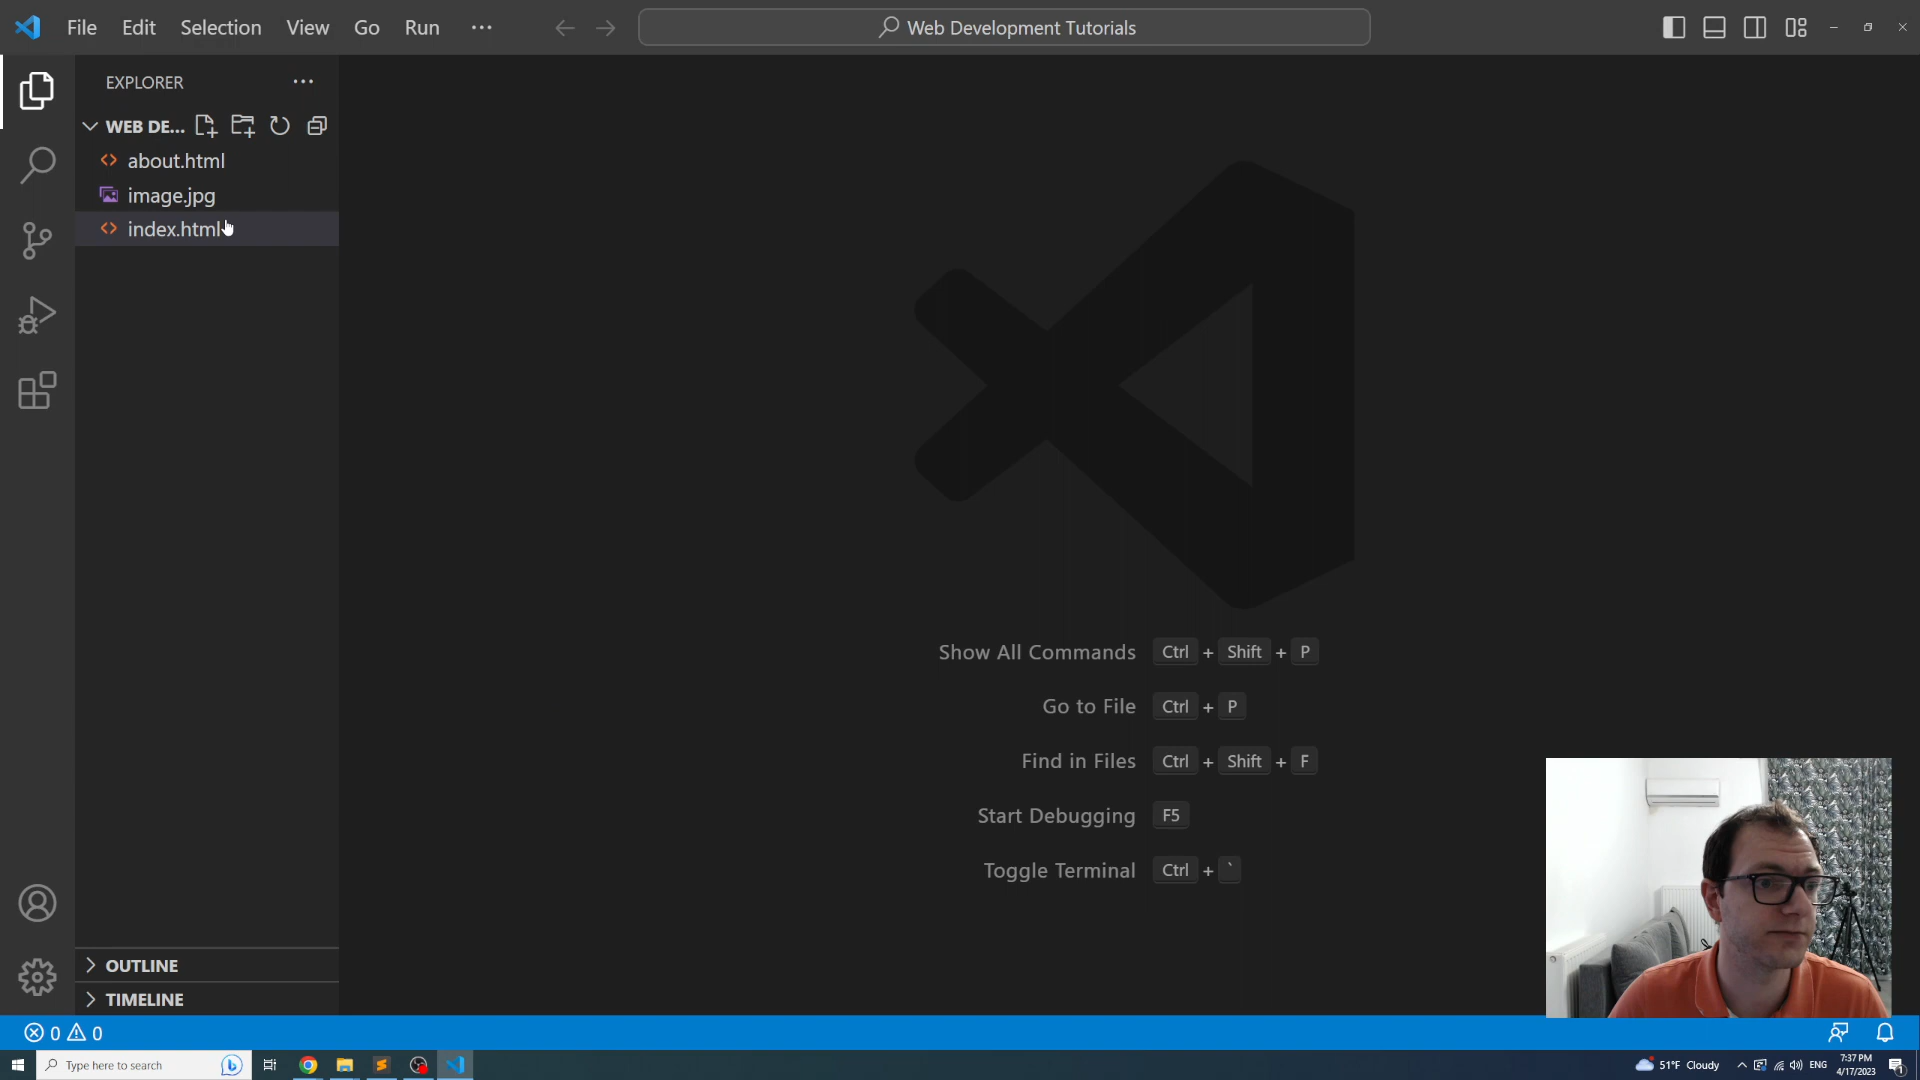 File Edit Selection View Go Run ···
Web Development Tutorials
EXPLORER ···
WEB DE...
about.html
image.jpg
index.html
Show All Commands Ctrl + Shift + P
Go to File Ctrl + P
Find in Files Ctrl + Shift + F
Start Debugging F5
Toggle Terminal Ctrl + `
OUTLINE
TIMELINE
0 0
Type here to search
51°F Cloudy
ENG
7:37 PM
4/17/2023
1